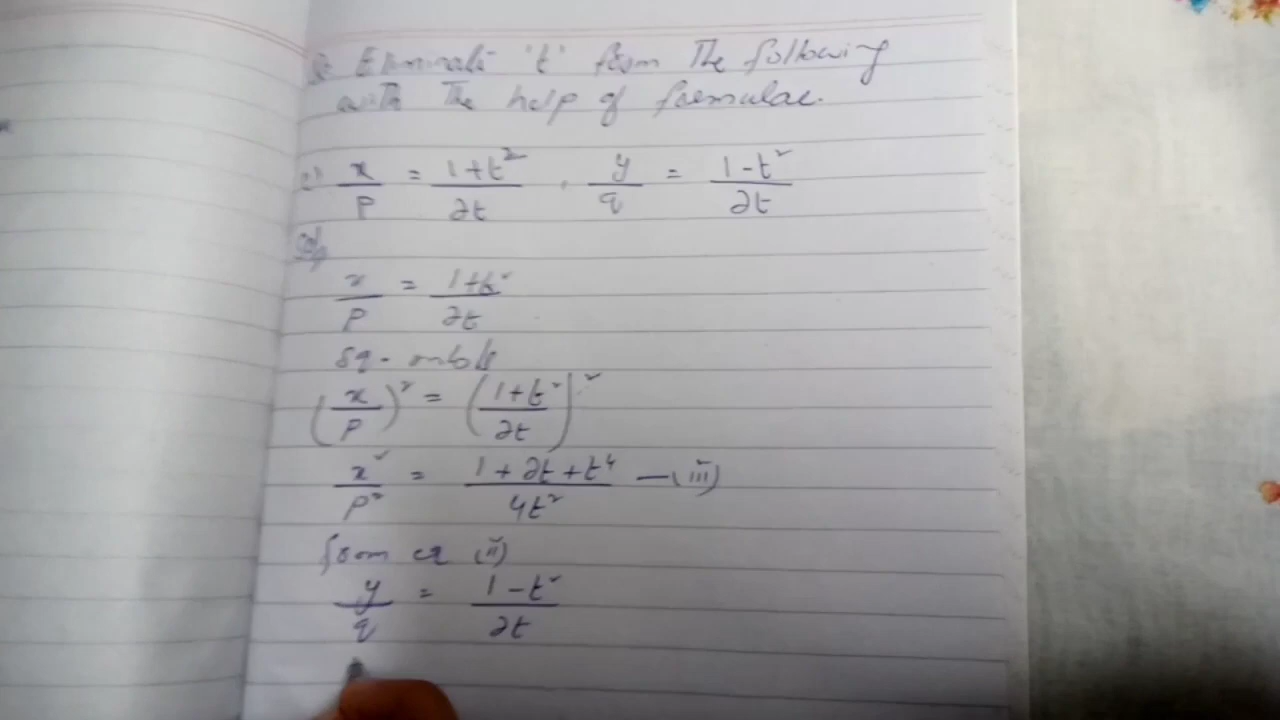 Q: Eliminate 't' from the following
with the help of formulae.
i) x/p = (1+t²)/2t , y/q = (1-t²)/2t
Sol:
x/p = (1+t²)/2t
Sq. on b/s
(x/p)² = ((1+t²)/2t)²
x²/p² = (1+2t+t⁴)/4t² —(iii)
from eq (ii)
y/q = (1-t²)/2t